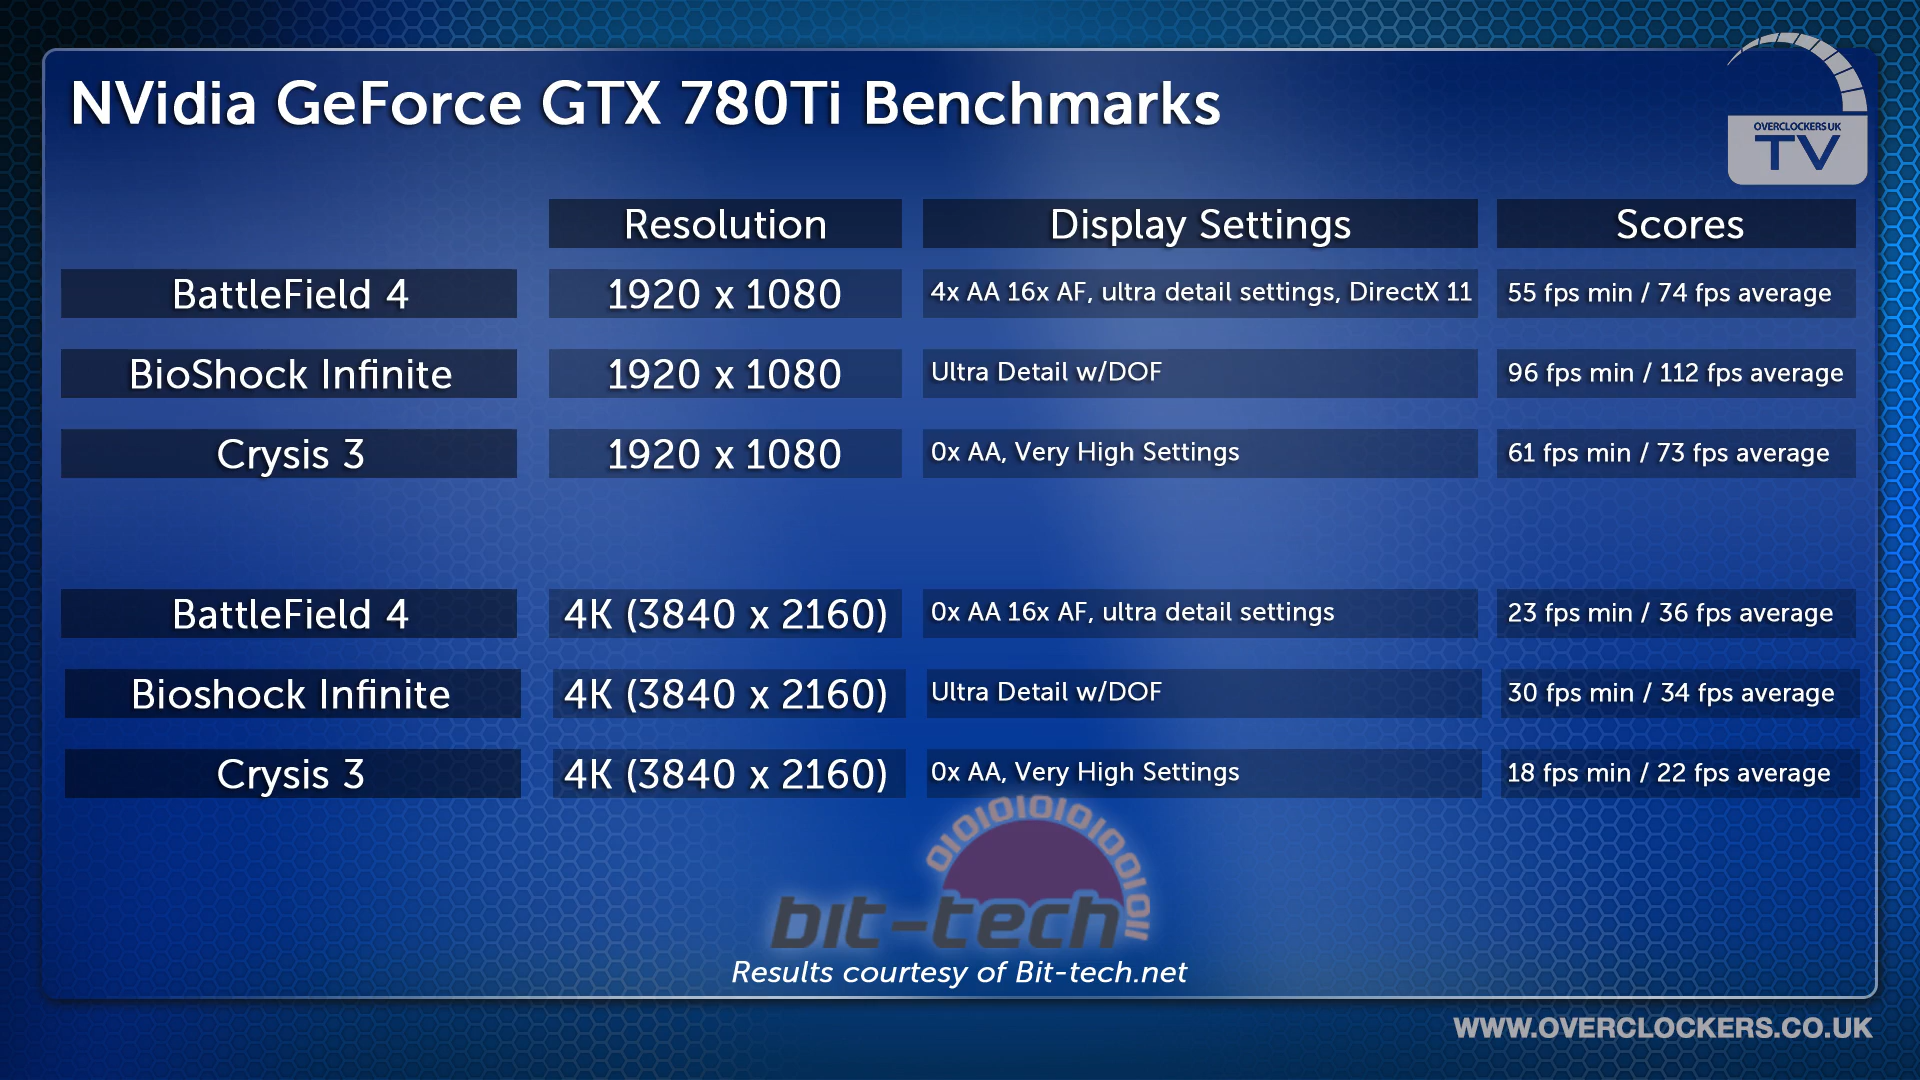 NVidia GeForce GTX 780Ti Benchmarks
OVERCLOCKERS UK
TV
Resolution Display Settings Scores
BattleField 4 1920 x 1080 4x AA 16x AF, ultra detail settings, DirectX 11 55 fps min / 74 fps average
BioShock Infinite 1920 x 1080 Ultra Detail w/DOF 96 fps min / 112 fps average
Crysis 3 1920 x 1080 0x AA, Very High Settings 61 fps min / 73 fps average
BattleField 4 4K (3840 x 2160) 0x AA 16x AF, ultra detail settings 23 fps min / 36 fps average
Bioshock Infinite 4K (3840 x 2160) Ultra Detail w/DOF 30 fps min / 34 fps average
Crysis 3 4K (3840 x 2160) 0x AA, Very High Settings 18 fps min / 22 fps average
bit-tech
Results courtesy of Bit-tech.net
WWW.OVERCLOCKERS.CO.UK